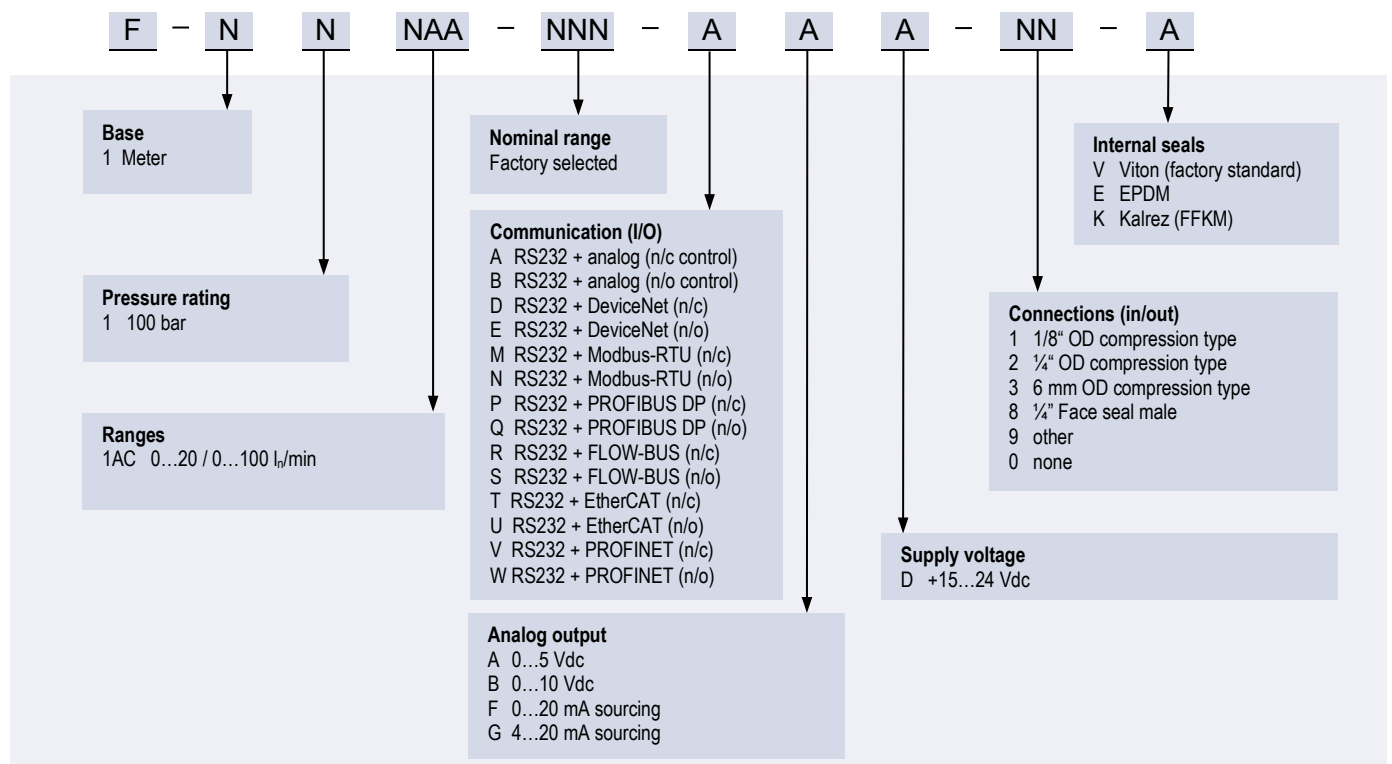 F – N N NAA – NNN – A A A – NN – A
Base
1 Meter
Pressure rating
1 100 bar
Ranges
1AC 0…20 / 0…100 lₙ/min
Nominal range
Factory selected
Communication (I/O)
A RS232 + analog (n/c control)
B RS232 + analog (n/o control)
D RS232 + DeviceNet (n/c)
E RS232 + DeviceNet (n/o)
M RS232 + Modbus-RTU (n/c)
N RS232 + Modbus-RTU (n/o)
P RS232 + PROFIBUS DP (n/c)
Q RS232 + PROFIBUS DP (n/o)
R RS232 + FLOW-BUS (n/c)
S RS232 + FLOW-BUS (n/o)
T RS232 + EtherCAT (n/c)
U RS232 + EtherCAT (n/o)
V RS232 + PROFINET (n/c)
W RS232 + PROFINET (n/o)
Analog output
A 0…5 Vdc
B 0…10 Vdc
F 0…20 mA sourcing
G 4…20 mA sourcing
Internal seals
V Viton (factory standard)
E EPDM
K Kalrez (FFKM)
Connections (in/out)
1 1/8“ OD compression type
2 ¼“ OD compression type
3 6 mm OD compression type
8 ¼” Face seal male
9 other
0 none
Supply voltage
D +15…24 Vdc